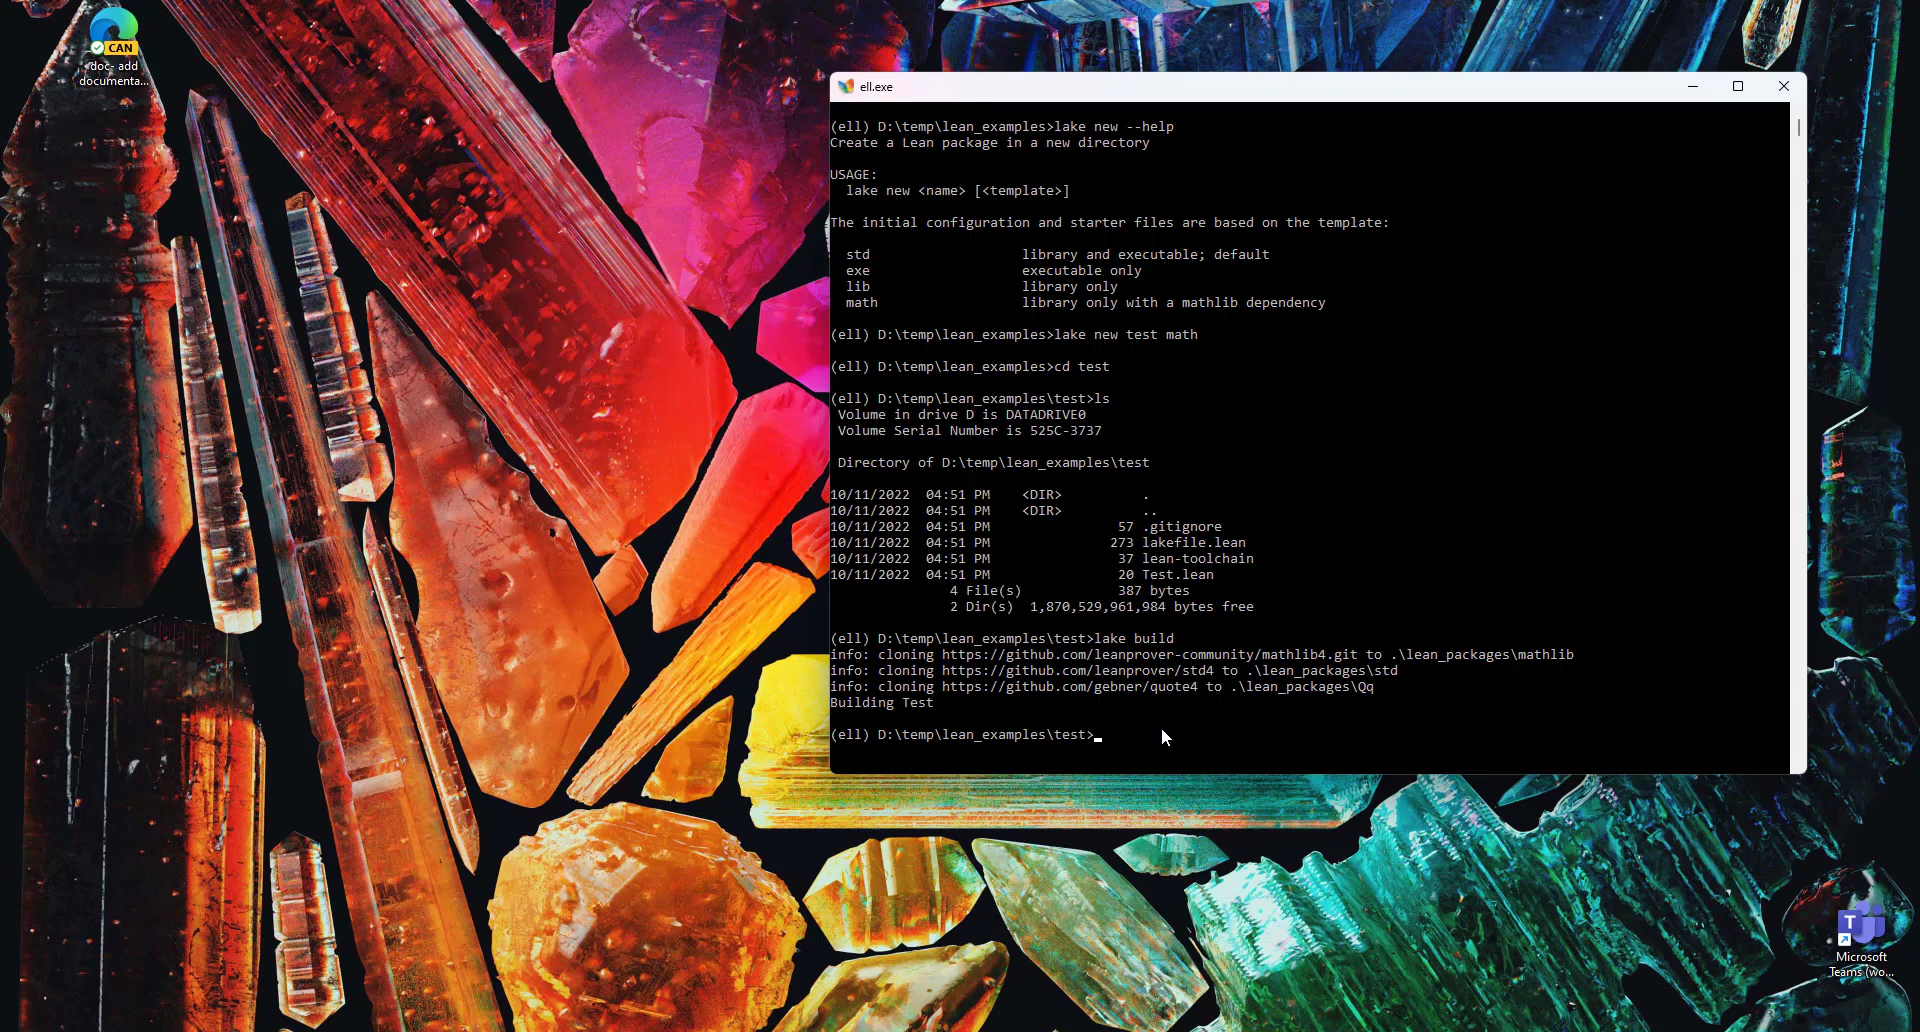 CAN
doc- add
documenta...
ell.exe
(ell) D:\temp\lean_examples>lake new --help
Create a Lean package in a new directory
USAGE:
lake new <name> [<template>]
The initial configuration and starter files are based on the template:
std library and executable; default
exe executable only
lib library only
math library only with a mathlib dependency
(ell) D:\temp\lean_examples>lake new test math
(ell) D:\temp\lean_examples>cd test
(ell) D:\temp\lean_examples\test>ls
Volume in drive D is DATADRIVE0
Volume Serial Number is 525C-3737
Directory of D:\temp\lean_examples\test
10/11/2022 04:51 PM <DIR> .
10/11/2022 04:51 PM <DIR> ..
10/11/2022 04:51 PM 57 .gitignore
10/11/2022 04:51 PM 273 lakefile.lean
10/11/2022 04:51 PM 37 lean-toolchain
10/11/2022 04:51 PM 20 Test.lean
4 File(s) 387 bytes
2 Dir(s) 1,870,529,961,984 bytes free
(ell) D:\temp\lean_examples\test>lake build
info: cloning https://github.com/leanprover-community/mathlib4.git to .\lean_packages\mathlib
info: cloning https://github.com/leanprover/std4 to .\lean_packages\std
info: cloning https://github.com/gebner/quote4 to .\lean_packages\Qq
Building Test
(ell) D:\temp\lean_examples\test>
T
Microsoft
Teams (wo...